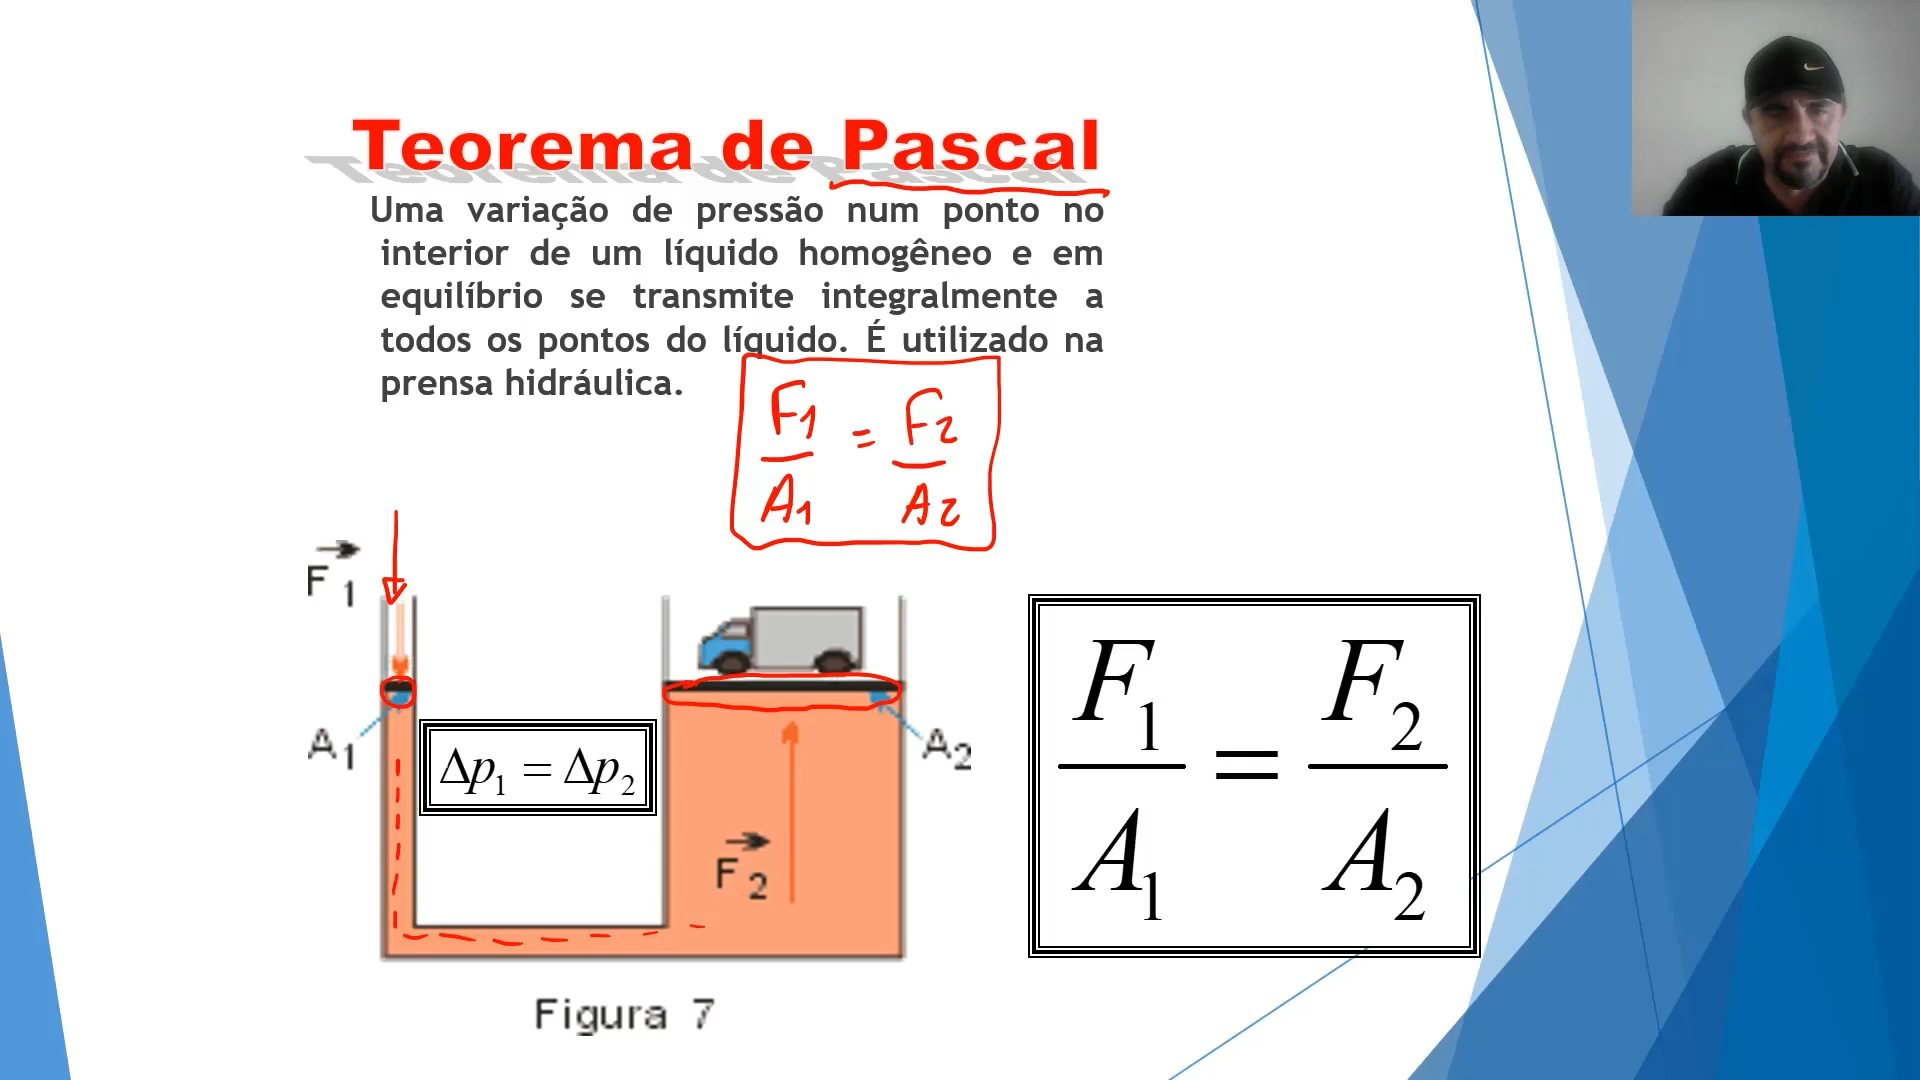 Teorema de Pascal
Uma variação de pressão num ponto no
interior de um líquido homogêneo e em
equilíbrio se transmite integralmente a
todos os pontos do líquido. É utilizado na
prensa hidráulica.
F1 = F2
A1 A2
F1
A1
Δp1 = Δp2
A2
F2
F1 = F2
A1 A2
Figura 7